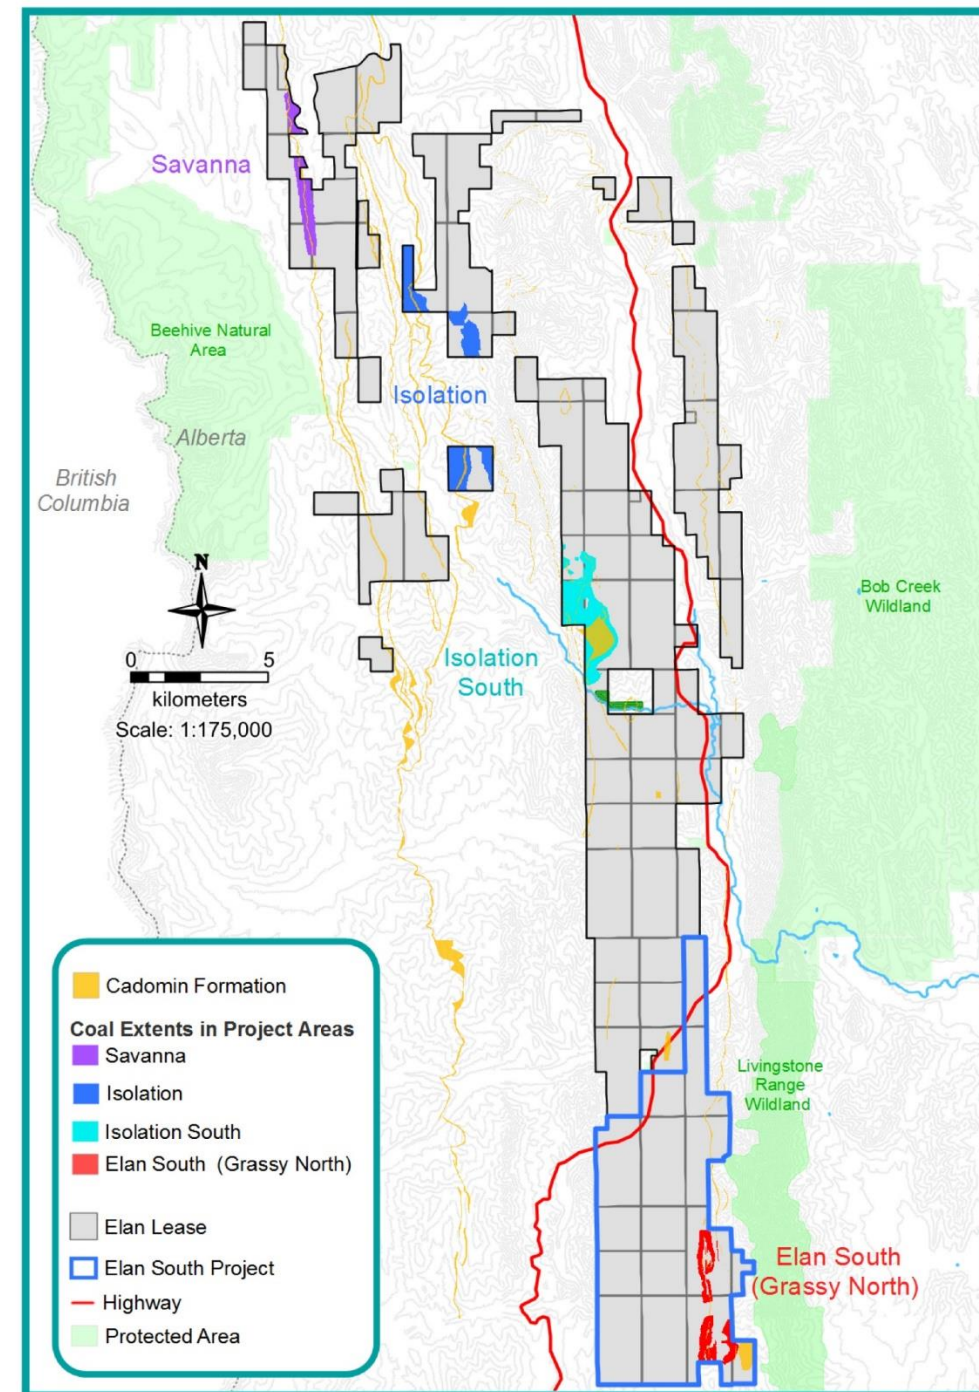 Savanna
Beehive Natural
Area
Isolation
Alberta
British
Columbia
N
0 5
kilometers
Scale: 1:175,000
Isolation
South
Bob Creek
Wildland
Livingstone
Range
Wildland
Elan South
(Grassy North)
Cadomin Formation
Coal Extents in Project Areas
Savanna
Isolation
Isolation South
Elan South (Grassy North)
Elan Lease
Elan South Project
Highway
Protected Area